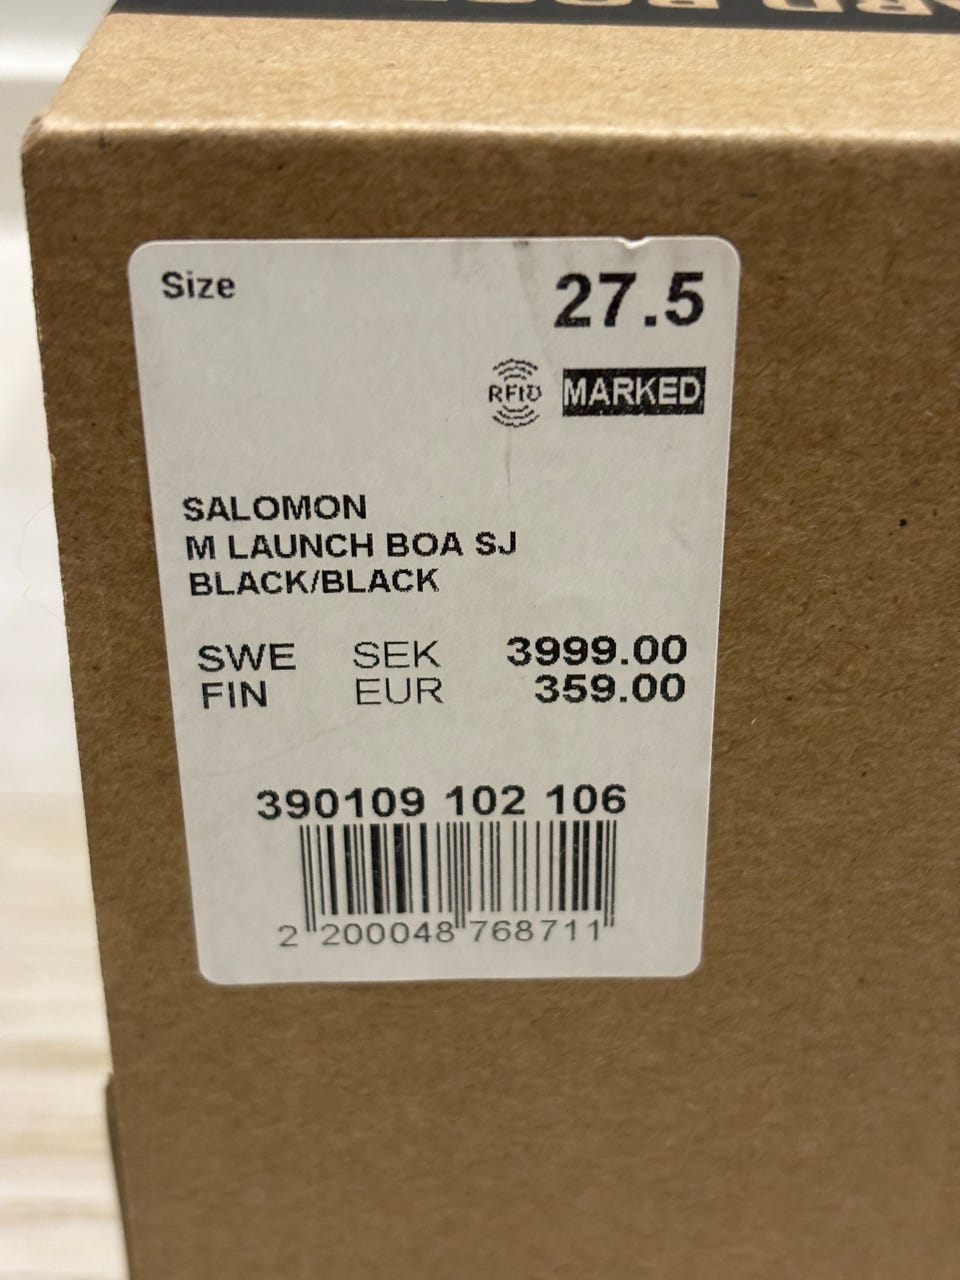 Size 27.5
RFID MARKED
SALOMON
M LAUNCH BOA SJ
BLACK/BLACK
SWE SEK 3999.00
FIN EUR 359.00
390109 102 106
2 200048 768711